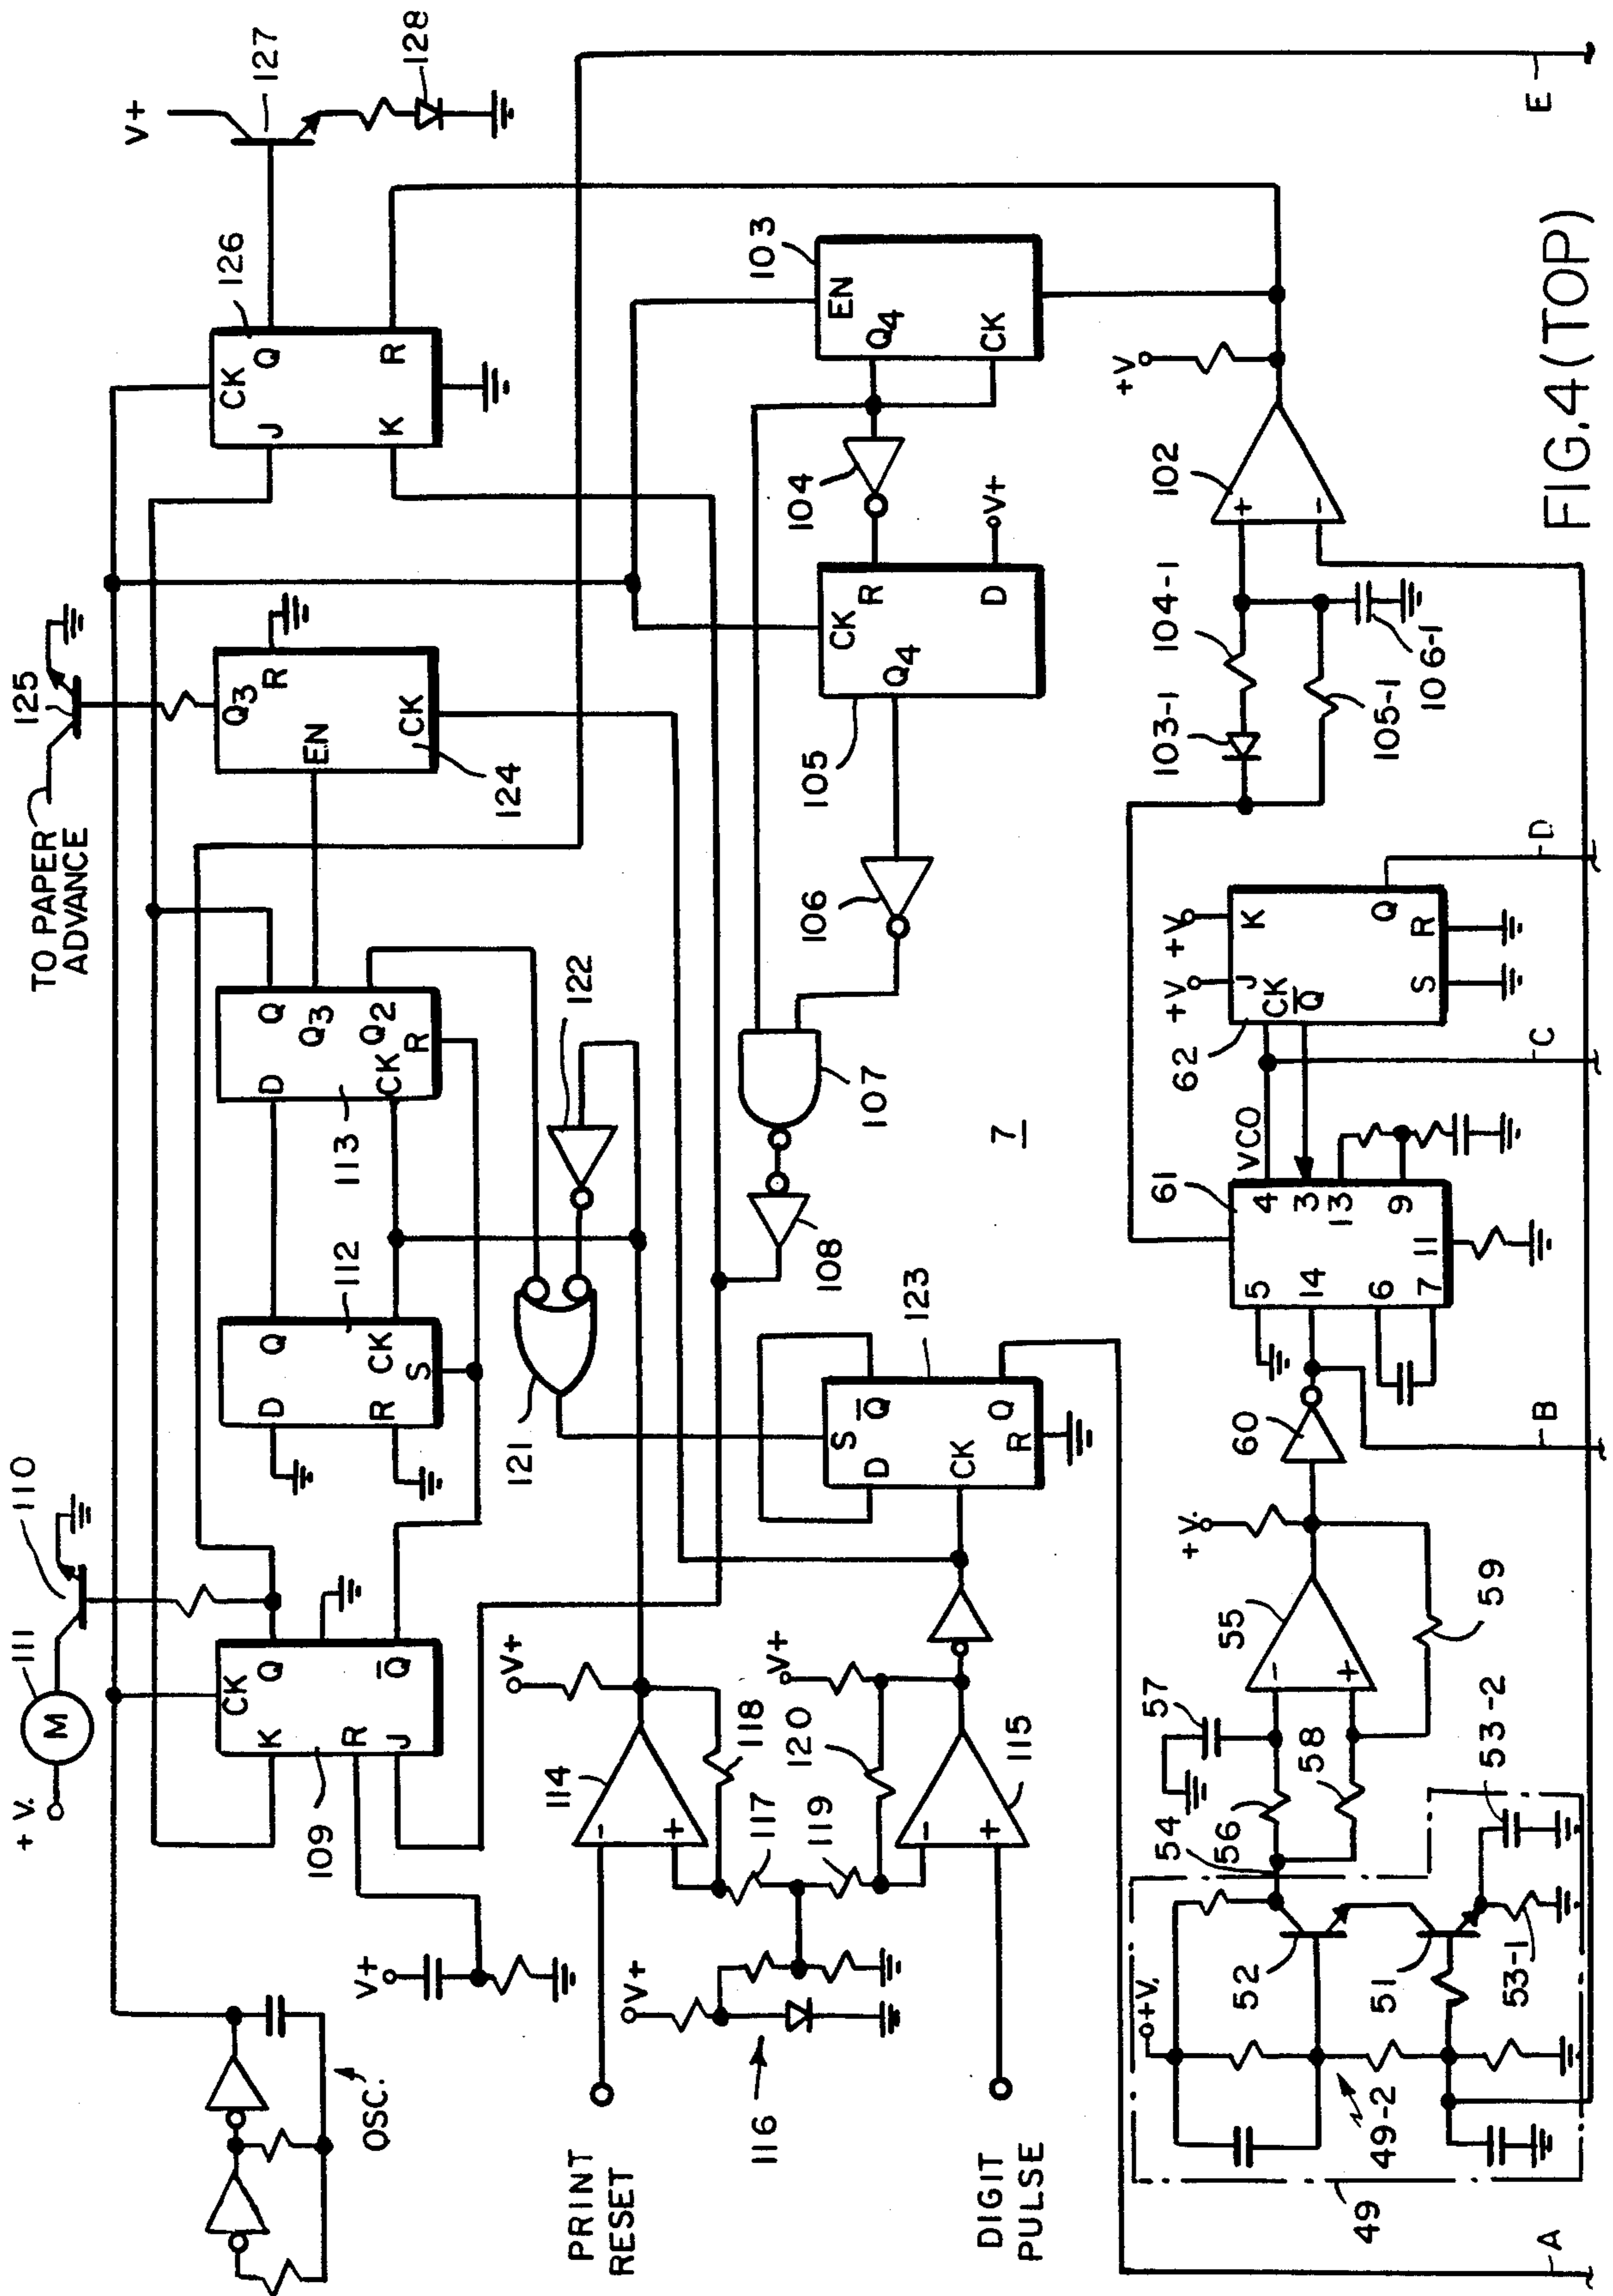 + V.
111
M
110
TO PAPER
ADVANCE
125
V+
127
128
CK
K
Q
R
Q̅
J
109
D
Q
112
R
CK
S
D
Q
Q3
Q2
CK
R
113
Q3
R
EN
CK
124
CK
126
J
Q
K
R
OSC.
V+
V+
114
-
+
118
117
119
120
V+
115
-
+
V+
116
PRINT
RESET
DIGIT
PULSE
121
122
S
D
Q̅
CK
Q
R
123
108
107
106
105
CK
R
Q4
D
V+
104
103
EN
Q4
CK
7
+V
102
+
-
103-1
104-1
105-1
106-1
49
49-2
+V.
52
51
53-1
53-2
54
56
57
58
55
-
+
59
+V.
60
61
5
14
6
7
4
3
13
9
11
VCO
62
+V
+V
J
K
CK
Q̅
Q
S
R
A
B
C
D
E
FIG.4(TOP)